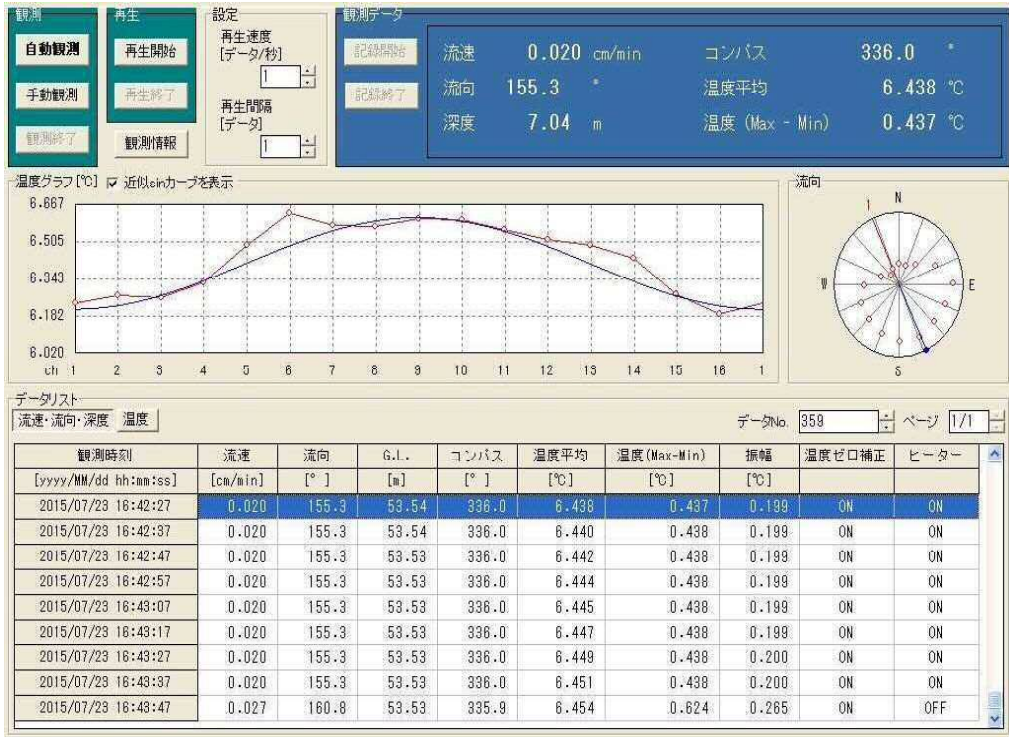 観測
自動観測
手動観測
観測終了
再生
再生開始
再生終了
観測情報
設定
再生速度
[データ/秒]
1
再生間隔
[データ]
1
観測データ
記録開始
記録終了
流速 0.020 cm/min コンパス 336.0 °
流向 155.3 ° 温度平均 6.438 ℃
深度 7.04 m 温度 (Max - Min) 0.437 ℃
温度グラフ[℃] 近似sinカーブを表示
6.667
6.505
6.343
6.182
6.020
ch 1 2 3 4 5 6 7 8 9 10 11 12 13 14 15 16 1
流向
1 N
W E
S
データリスト
流速・流向・深度 温度 データNo. 359 ページ 1/1
観測時刻 流速 流向 G.L. コンパス 温度平均 温度(Max-Min) 振幅 温度ゼロ補正 ヒーター
[yyyy/MM/dd hh:mm:ss] [cm/min] [° ] [m] [° ] [℃] [℃] [℃]
2015/07/23 16:42:27 0.020 155.3 53.54 336.0 6.438 0.437 0.199 ON ON
2015/07/23 16:42:37 0.020 155.3 53.54 336.0 6.440 0.438 0.199 ON ON
2015/07/23 16:42:47 0.020 155.3 53.53 336.0 6.442 0.438 0.199 ON ON
2015/07/23 16:42:57 0.020 155.3 53.53 336.0 6.444 0.438 0.199 ON ON
2015/07/23 16:43:07 0.020 155.3 53.53 336.0 6.445 0.438 0.199 ON ON
2015/07/23 16:43:17 0.020 155.3 53.53 336.0 6.447 0.438 0.199 ON ON
2015/07/23 16:43:27 0.020 155.3 53.53 336.0 6.449 0.438 0.200 ON ON
2015/07/23 16:43:37 0.020 155.3 53.53 336.0 6.451 0.438 0.200 ON ON
2015/07/23 16:43:47 0.027 160.8 53.53 335.9 6.454 0.624 0.265 ON OFF